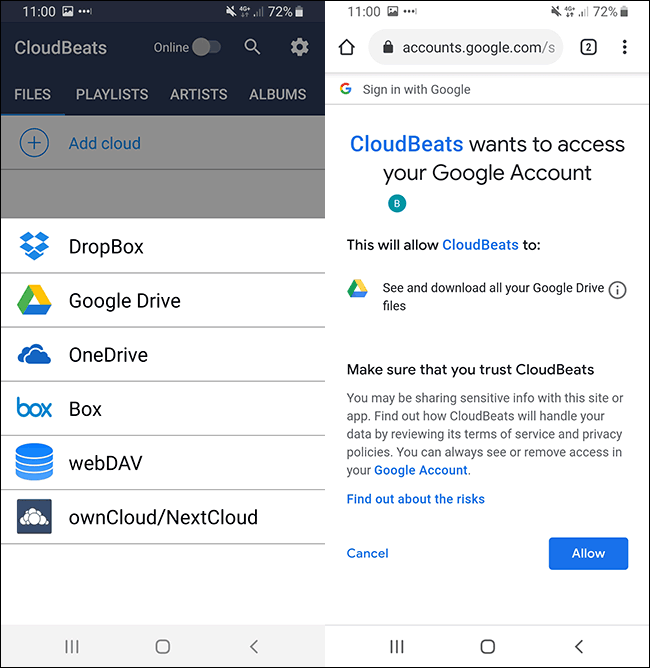 11:00 4G+ 72%
CloudBeats Online
FILES PLAYLISTS ARTISTS ALBUMS
Add cloud
DropBox
Google Drive
OneDrive
box Box
webDAV
ownCloud/NextCloud
11:00 4G+ 72%
accounts.google.com/s 2
G Sign in with Google
CloudBeats wants to access
your Google Account
B
This will allow CloudBeats to:
See and download all your Google Drive
files
Make sure that you trust CloudBeats
You may be sharing sensitive info with this site or
app. Find out how CloudBeats will handle your
data by reviewing its terms of service and privacy
policies. You can always see or remove access in
your Google Account.
Find out about the risks
Cancel Allow